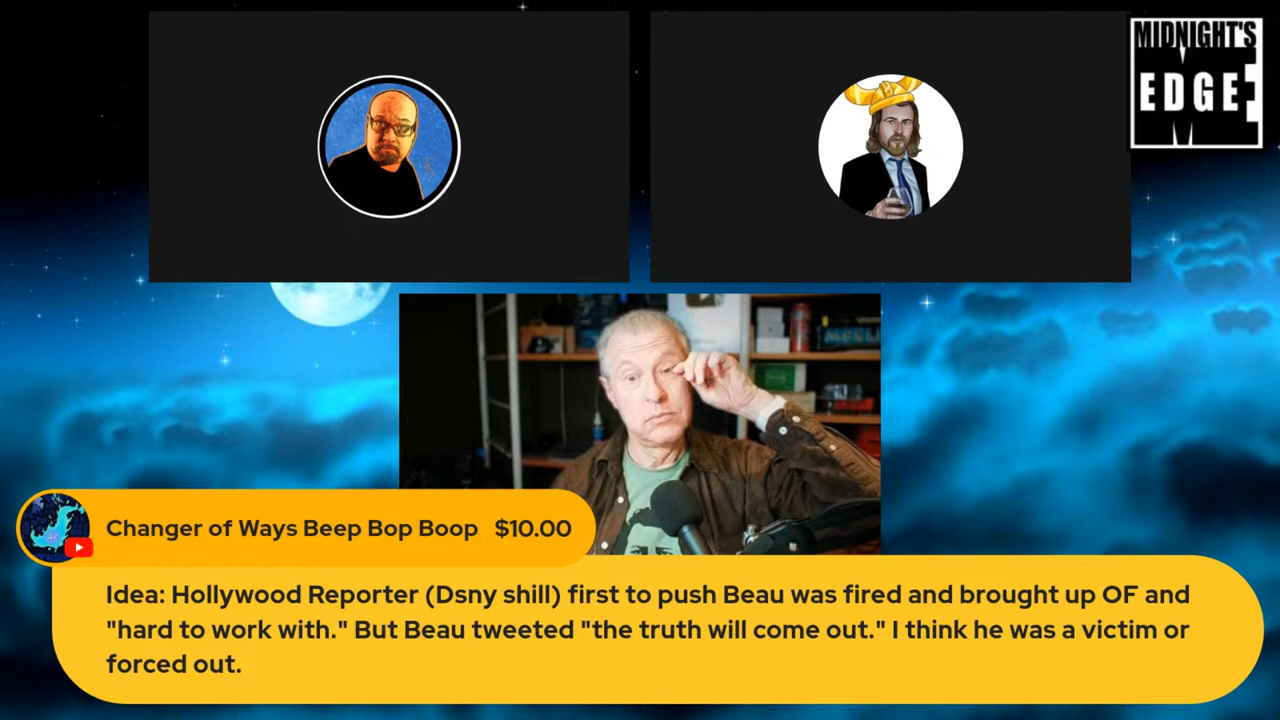 MIDNIGHT'S
EDGE
Changer of Ways Beep Bop Boop $10.00
Idea: Hollywood Reporter (Dsny shill) first to push Beau was fired and brought up OF and
"hard to work with." But Beau tweeted "the truth will come out." I think he was a victim or
forced out.